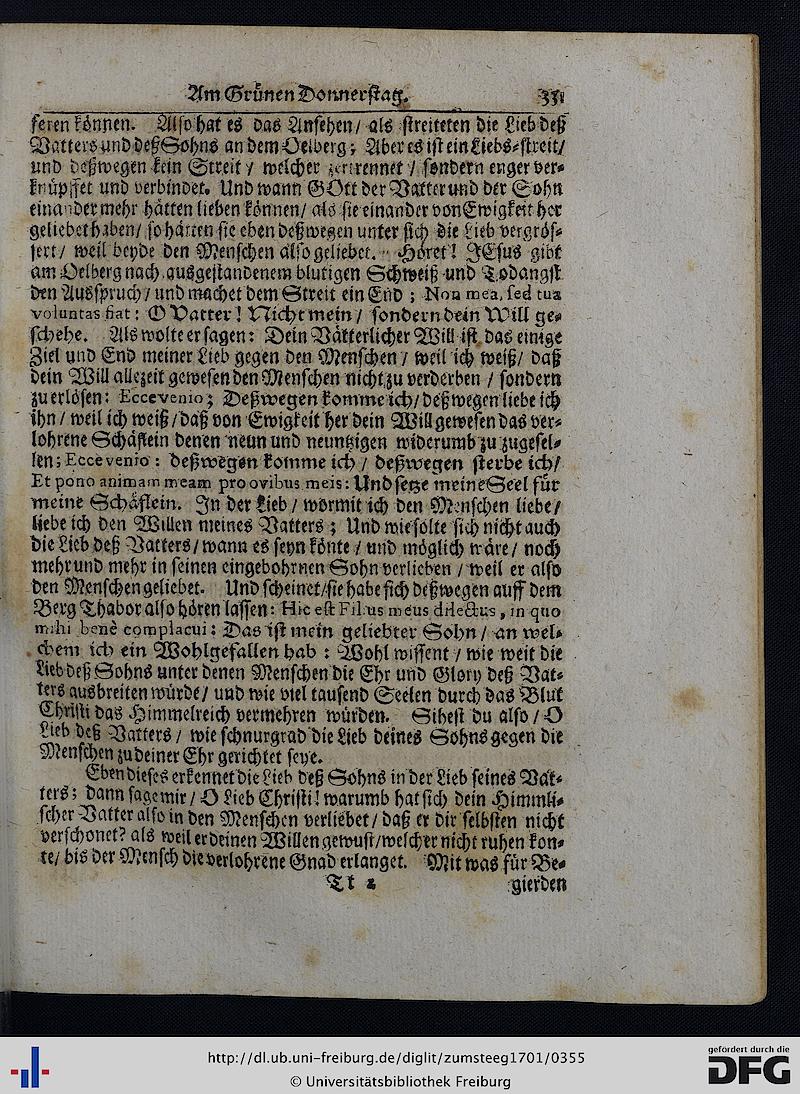 Am Grünen Donnerstag. 331
seren können. Also hat es das Ansehen / als streiteten die Lieb deß
Vatters und deß Sohns an dem Oelberg; Aber es ist ein Liebs-streit /
und deßwegen kein Streit / welcher zertrennet / sondern enger ver-
knüpffet und verbindet. Und wann GOtt der Vatter und der Sohn
einander mehr hätten lieben können / als sie einander von Ewigkeit her
geliebet haben / so hätten sie eben deßwegen unter sich die Lieb vergrös-
sert / weil beyde den Menschen also geliebet. Höret! JEsus gibt
am Oelberg nach ausgestandenem blutigen Schweiß und Todangst
den Ausspruch / und machet dem Streit ein End; Non mea, sed tua
voluntas fiat: O Vatter! Nicht mein / sondern dein Will ge-
schehe. Als wolte er sagen: Dein Vätterlicher Will ist das einige
Ziel und End meiner Lieb gegen den Menschen / weil ich weiß / daß
dein Will allezeit gewesen den Menschen nicht zu verderben / sondern
zu erlösen: Ecce venio; Deßwegen komme ich / deßwegen liebe ich
ihn / weil ich weiß / daß von Ewigkeit her dein Will gewesen das ver-
lohrene Schäflein denen neun und neuntzigen widerumb zu zugesel-
len; Ecce venio: deßwegen komme ich / deßwegen sterbe ich /
Et pono animam meam pro ovibus meis: Und setze meine Seel für
meine Schäflein. In der Lieb / wormit ich den Menschen liebe /
liebe ich den Willen meines Vatters; Und wie solte sich nicht auch
die Lieb deß Vatters / wann es seyn könte / und möglich wäre / noch
mehr und mehr in seinen eingebohrnen Sohn verlieben / weil er also
den Menschen geliebet. Und scheinet / sie habe sich deßwegen auff dem
Berg Thabor also hören lassen: Hic est Filius meus dilectus, in quo
mihi benè complacui: Das ist mein geliebter Sohn / an wel-
chem ich ein Wohlgefallen hab: Wohl wissent / wie weit die
Lieb deß Sohns unter denen Menschen die Ehr und Glory deß Vat-
ters ausbreiten würde / und wie viel tausend Seelen durch das Blut
Christi das Himmelreich vermehren würden. Sihest du also / O
Lieb deß Vatters / wie schnurgrad die Lieb deines Sohns gegen die
Menschen zu deiner Ehr gerichtet seye.
Eben dieses erkennet die Lieb deß Sohns in der Lieb seines Vat-
ters; dann sage mir / O Lieb Christi! warumb hat sich dein Himmli-
scher Vatter also in den Menschen verliebet / daß er dir selbsten nicht
verschonet? als weil er deinen Willen gewust / welcher nicht ruhen kon-
te / bis der Mensch die verlohrene Gnad erlanget. Mit was für Be-
Tt 2 gierden
http://dl.ub.uni-freiburg.de/diglit/zumsteeg1701/0355
© Universitätsbibliothek Freiburg
gefördert durch die
DFG